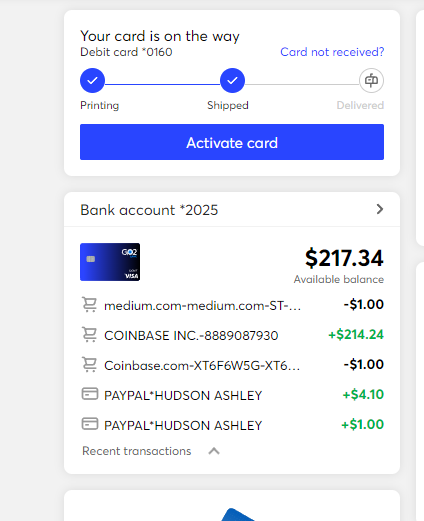 Your card is on the way
Debit card *0160
Card not received?
Printing
Shipped
Delivered
Activate card
Bank account *2025
GO2
DEBIT
VISA
$217.34
Available balance
medium.com-medium.com-ST-...
-$1.00
COINBASE INC.-8889087930
+$214.24
Coinbase.com-XT6F6W5G-XT6...
-$1.00
PAYPAL*HUDSON ASHLEY
+$4.10
PAYPAL*HUDSON ASHLEY
+$1.00
Recent transactions